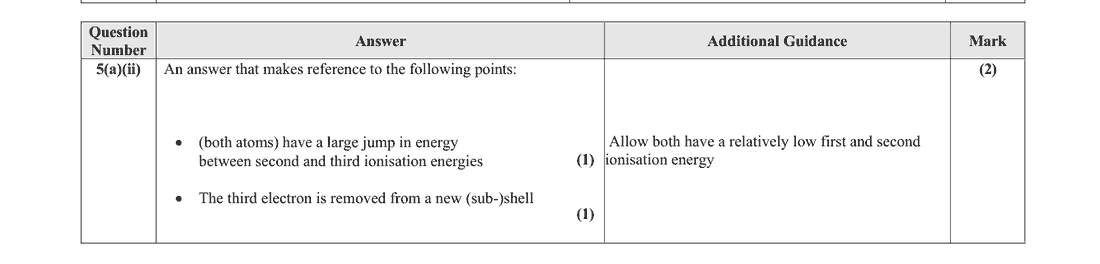 Question
Number
Answer
Additional Guidance
Mark
5(a)(ii)
An answer that makes reference to the following points:
(2)
• (both atoms) have a large jump in energy
between second and third ionisation energies
(1)
Allow both have a relatively low first and second
ionisation energy
• The third electron is removed from a new (sub-)shell
(1)